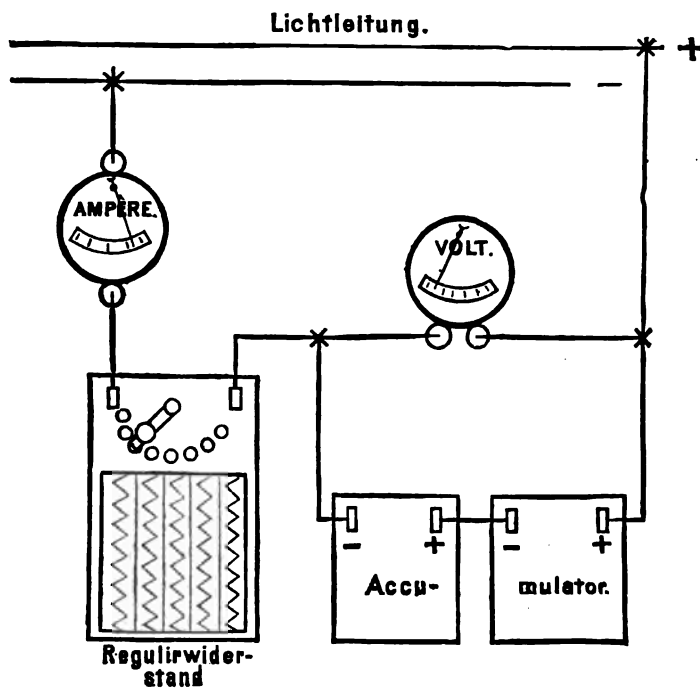 Lichtleitung.
+
–
AMPERE.
VOLT.
– + – +
Accu- mulator.
Regulirwider-
stand